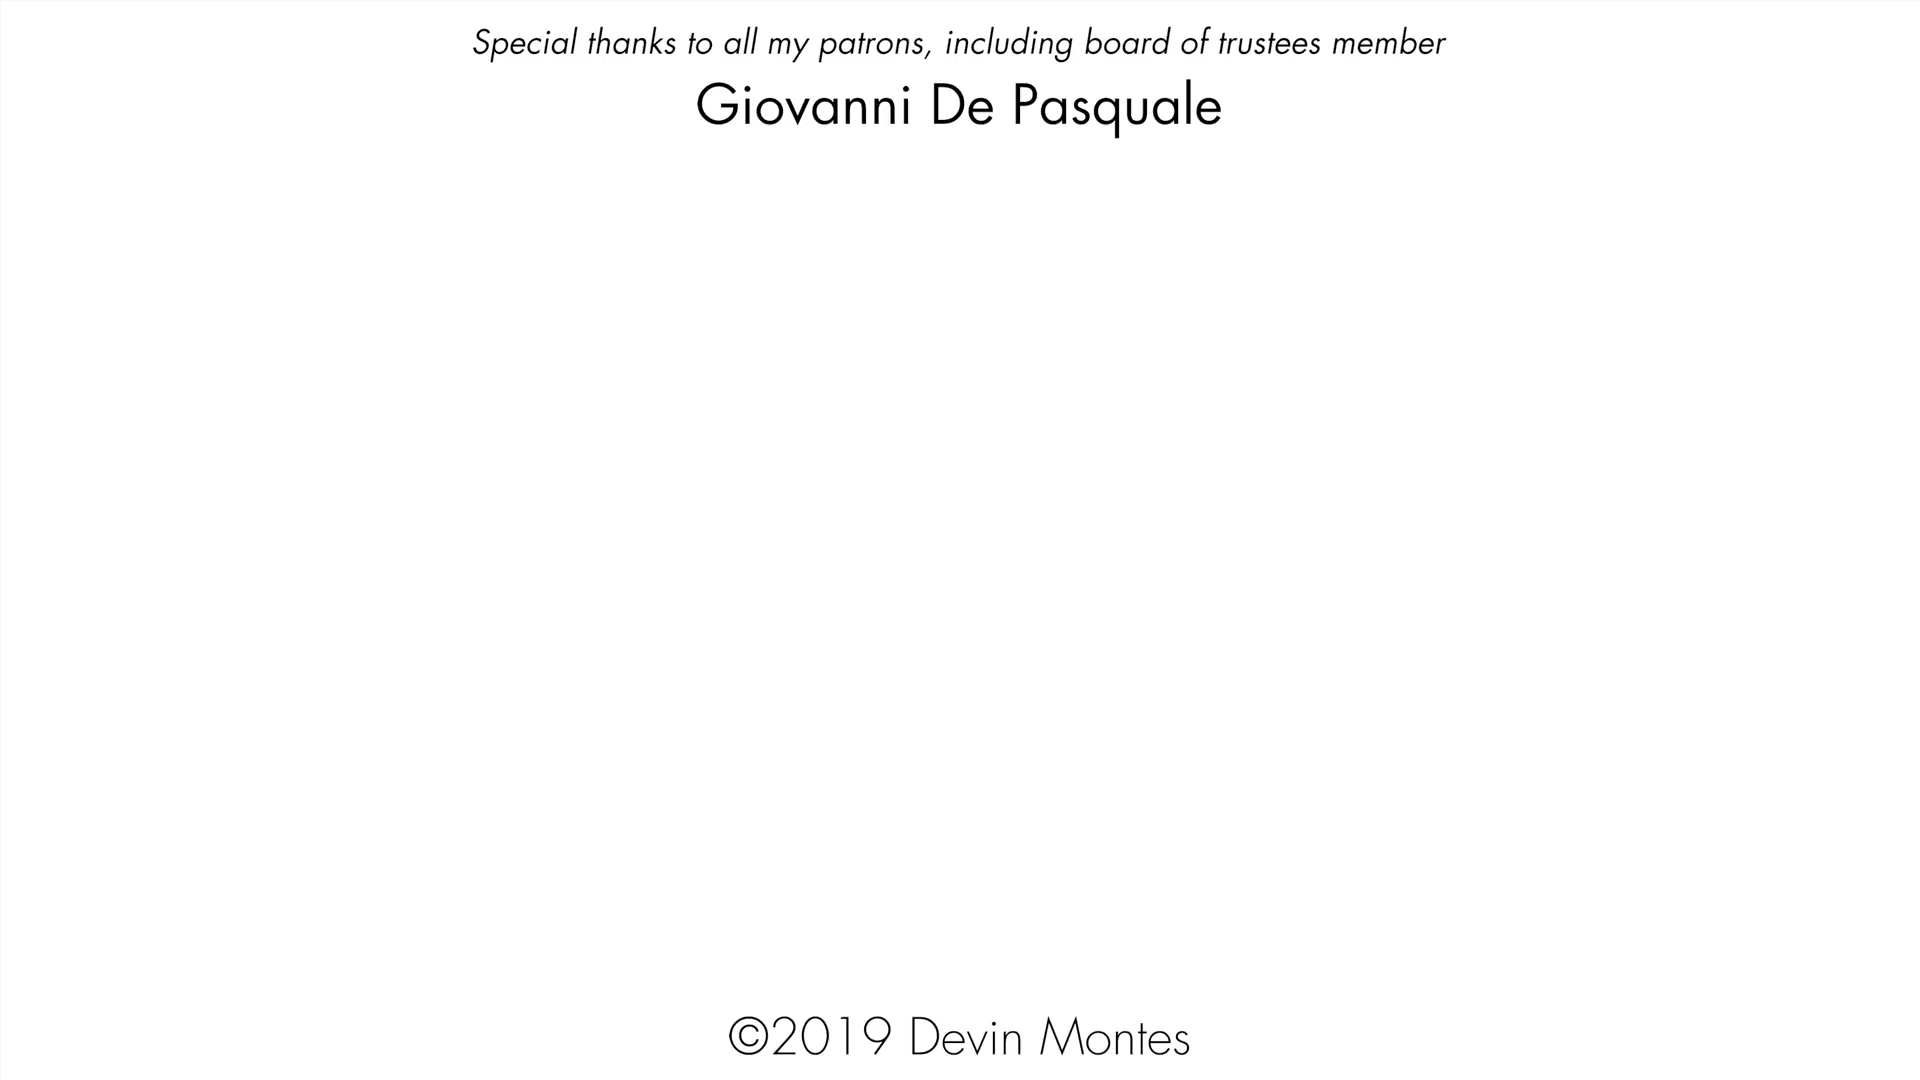 Special thanks to all my patrons, including board of trustees member
Giovanni De Pasquale
©2019 Devin Montes